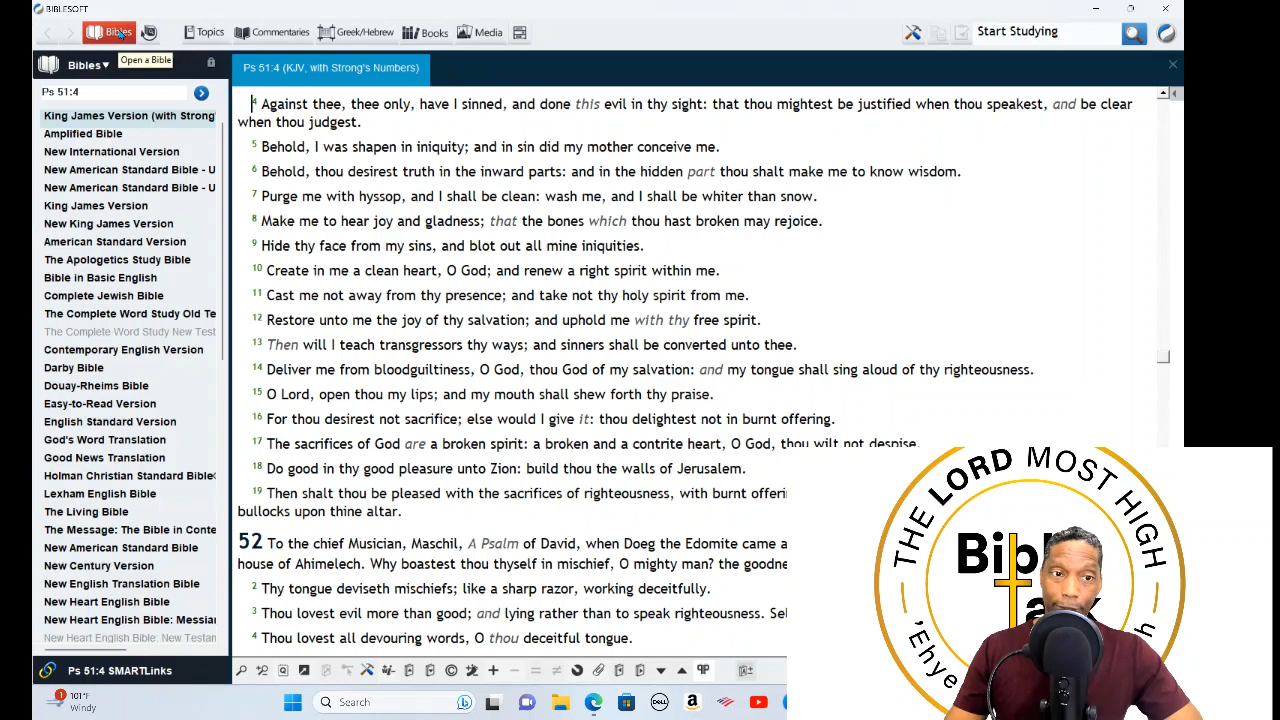 BIBLESOFT
Bibles
Topics
Commentaries
Greek/Hebrew
Books
Media
Start Studying
Bibles
Open a Bible
Ps 51:4 (KJV, with Strong's Numbers)
Ps 51:4
King James Version (with Strong'
Amplified Bible
New International Version
New American Standard Bible - U
New American Standard Bible - U
King James Version
New King James Version
American Standard Version
The Apologetics Study Bible
Bible in Basic English
Complete Jewish Bible
The Complete Word Study Old Te
The Complete Word Study New Test
Contemporary English Version
Darby Bible
Douay-Rheims Bible
Easy-to-Read Version
English Standard Version
God's Word Translation
Good News Translation
Holman Christian Standard Bible
Lexham English Bible
The Living Bible
The Message: The Bible in Conte
New American Standard Bible
New Century Version
New English Translation Bible
New Heart English Bible
New Heart English Bible: Messia
New Heart English Bible: New Testan
Ps 51:4 SMARTLinks
4 Against thee, thee only, have I sinned, and done this evil in thy sight: that thou mightest be justified when thou speakest, and be clear
when thou judgest.
5 Behold, I was shapen in iniquity; and in sin did my mother conceive me.
6 Behold, thou desirest truth in the inward parts: and in the hidden part thou shalt make me to know wisdom.
7 Purge me with hyssop, and I shall be clean: wash me, and I shall be whiter than snow.
8 Make me to hear joy and gladness; that the bones which thou hast broken may rejoice.
9 Hide thy face from my sins, and blot out all mine iniquities.
10 Create in me a clean heart, O God; and renew a right spirit within me.
11 Cast me not away from thy presence; and take not thy holy spirit from me.
12 Restore unto me the joy of thy salvation; and uphold me with thy free spirit.
13 Then will I teach transgressors thy ways; and sinners shall be converted unto thee.
14 Deliver me from bloodguiltiness, O God, thou God of my salvation: and my tongue shall sing aloud of thy righteousness.
15 O Lord, open thou my lips; and my mouth shall shew forth thy praise.
16 For thou desirest not sacrifice; else would I give it: thou delightest not in burnt offering.
17 The sacrifices of God are a broken spirit: a broken and a contrite heart, O God, thou wilt not despise.
18 Do good in thy good pleasure unto Zion: build thou the walls of Jerusalem.
19 Then shalt thou be pleased with the sacrifices of righteousness, with burnt offeri
bullocks upon thine altar.
52 To the chief Musician, Maschil, A Psalm of David, when Doeg the Edomite came a
house of Ahimelech. Why boastest thou thyself in mischief, O mighty man? the goodne
2 Thy tongue deviseth mischiefs; like a sharp razor, working deceitfully.
3 Thou lovest evil more than good; and lying rather than to speak righteousness. Sel
4 Thou lovest all devouring words, O thou deceitful tongue.
THE LORD MOST HIGH
Bibl
Ta
'Ehye
h
1
101°F
Windy
Search
DELL
a